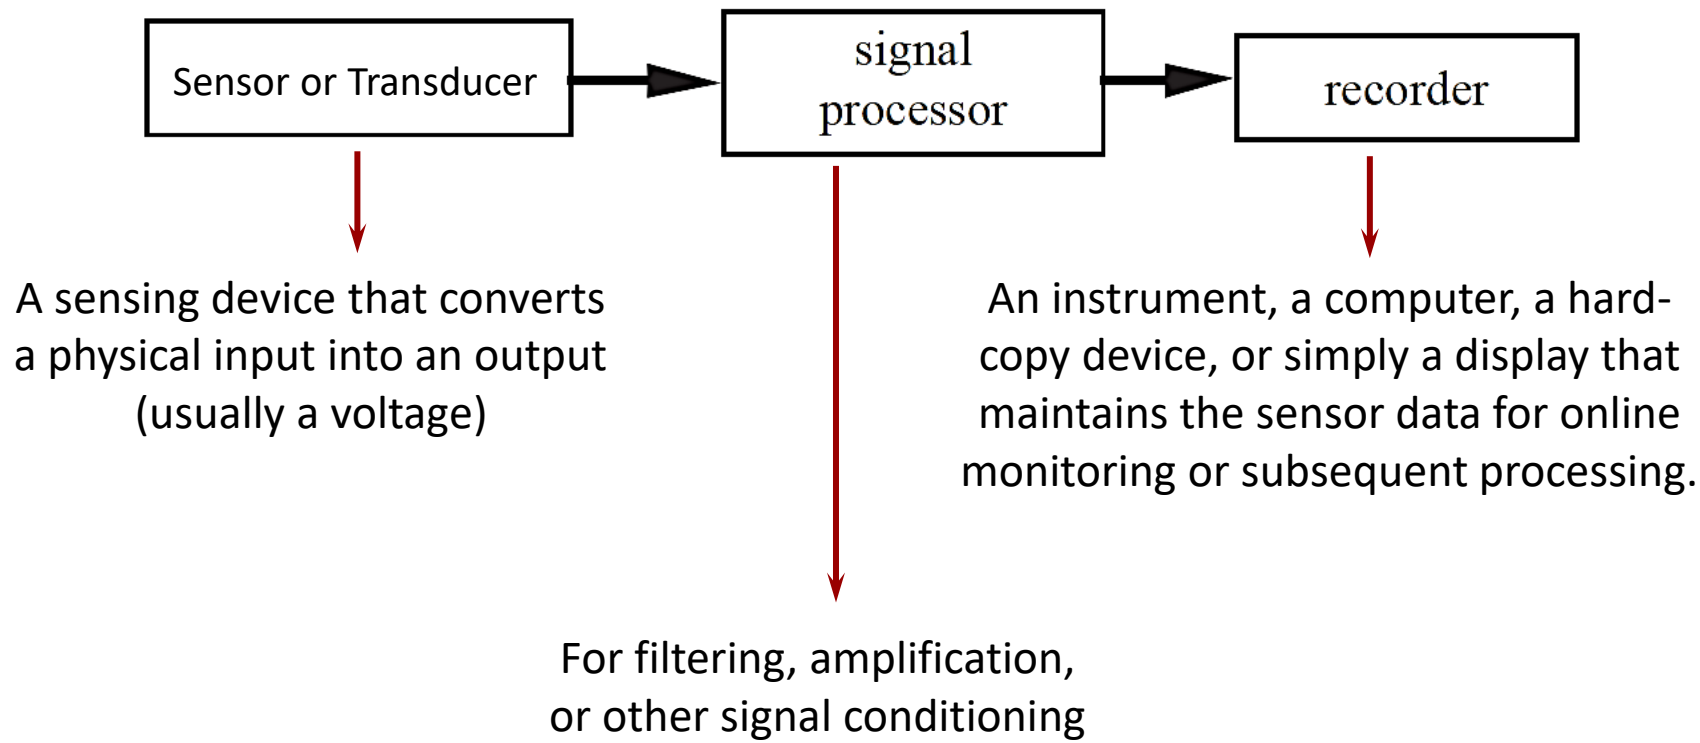 Sensor or Transducer
signal
processor
recorder
A sensing device that converts
a physical input into an output
(usually a voltage)
An instrument, a computer, a hard-
copy device, or simply a display that
maintains the sensor data for online
monitoring or subsequent processing.
For filtering, amplification,
or other signal conditioning